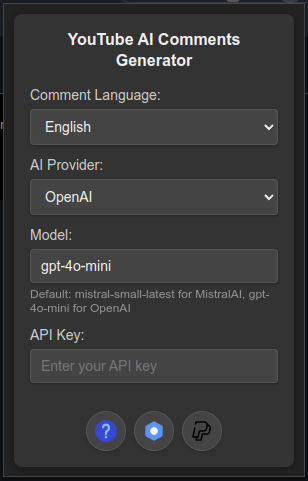 YouTube AI Comments
Generator
Comment Language:
English
AI Provider:
OpenAI
Model:
gpt-4o-mini
Default: mistral-small-latest for MistralAI, gpt-
4o-mini for OpenAI
API Key:
Enter your API key
?